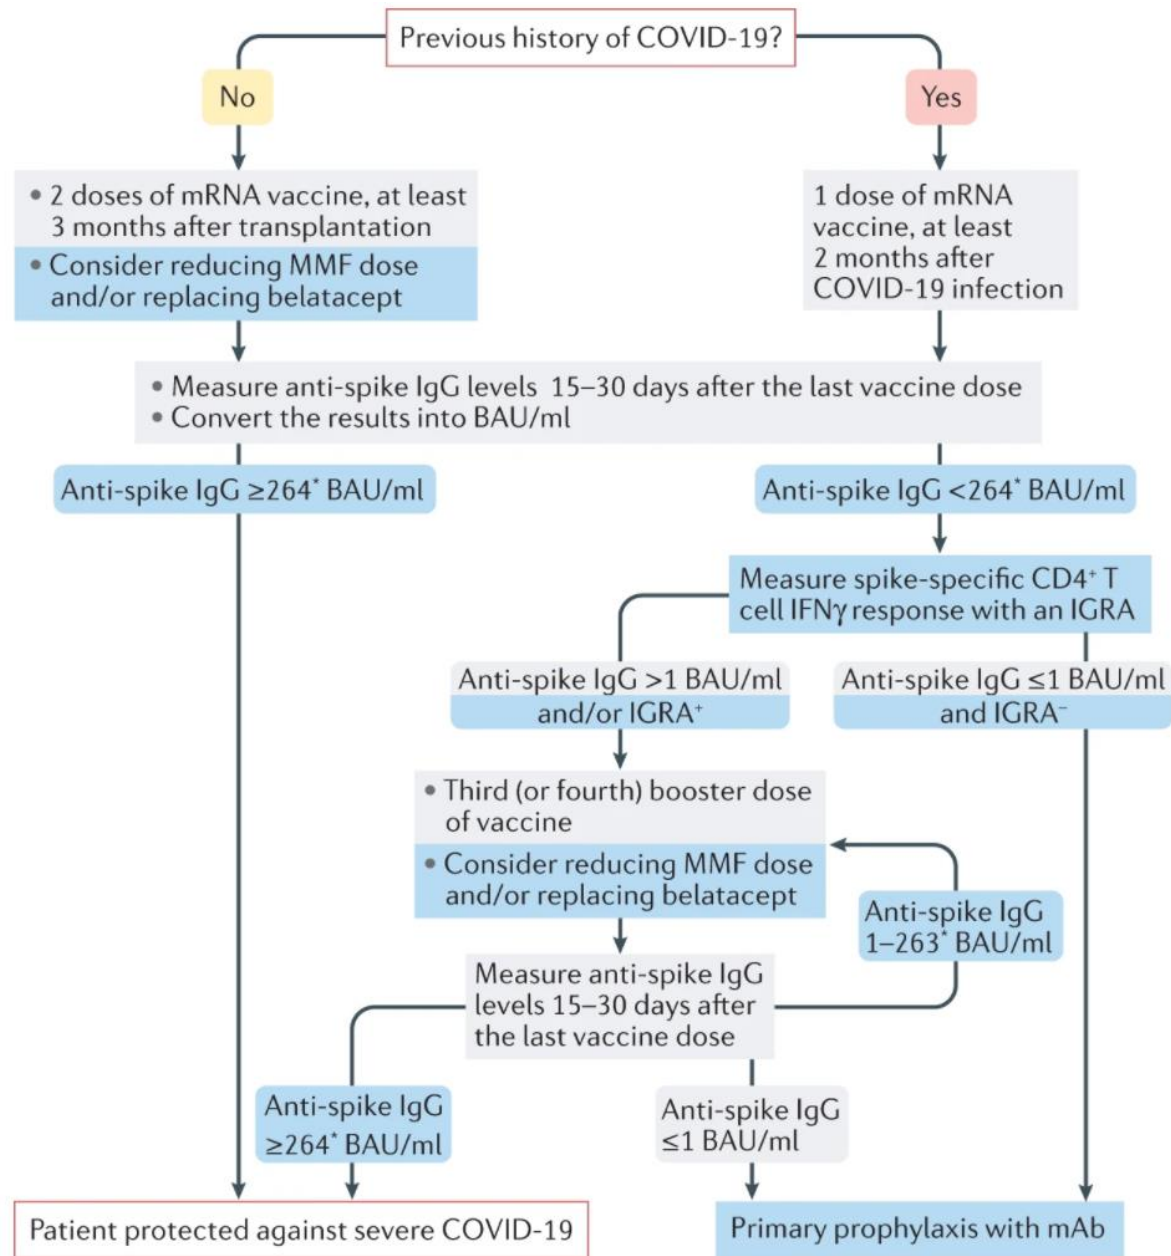 Previous history of COVID-19?
No
Yes
• 2 doses of mRNA vaccine, at least
3 months after transplantation
• Consider reducing MMF dose
and/or replacing belatacept
1 dose of mRNA
vaccine, at least
2 months after
COVID-19 infection
• Measure anti-spike IgG levels 15–30 days after the last vaccine dose
• Convert the results into BAU/ml
Anti-spike IgG ≥264* BAU/ml
Anti-spike IgG <264* BAU/ml
Measure spike-specific CD4⁺ T
cell IFNγ response with an IGRA
Anti-spike IgG >1 BAU/ml
and/or IGRA⁺
Anti-spike IgG ≤1 BAU/ml
and IGRA⁻
• Third (or fourth) booster dose
of vaccine
• Consider reducing MMF dose
and/or replacing belatacept
Anti-spike IgG
1–263* BAU/ml
Measure anti-spike IgG
levels 15–30 days after
the last vaccine dose
Anti-spike IgG
≥264* BAU/ml
Anti-spike IgG
≤1 BAU/ml
Patient protected against severe COVID-19
Primary prophylaxis with mAb